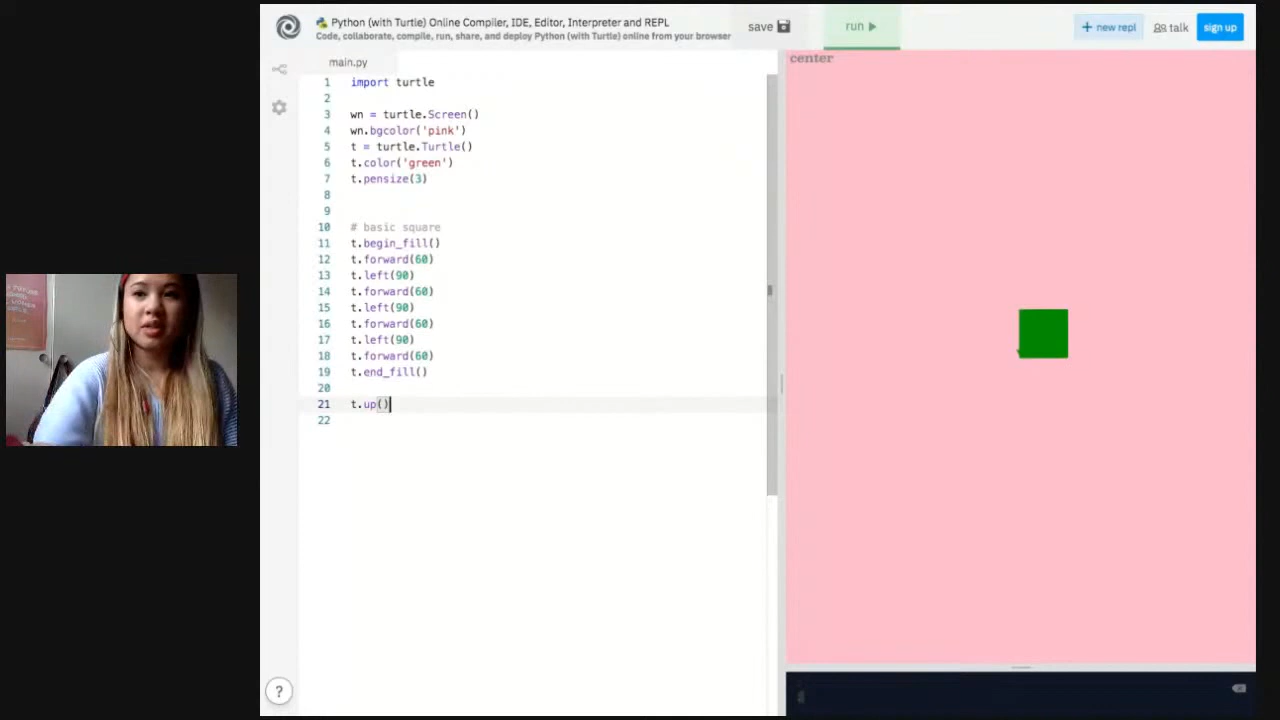 Python (with Turtle) Online Compiler, IDE, Editor, Interpreter and REPL
Code, collaborate, compile, run, share, and deploy Python (with Turtle) online from your browser
save
run
+ new repl
talk
sign up
main.py
center
1 import turtle
2
3 wn = turtle.Screen()
4 wn.bgcolor('pink')
5 t = turtle.Turtle()
6 t.color('green')
7 t.pensize(3)
8
9
10 # basic square
11 t.begin_fill()
12 t.forward(60)
13 t.left(90)
14 t.forward(60)
15 t.left(90)
16 t.forward(60)
17 t.left(90)
18 t.forward(60)
19 t.end_fill()
20
21 t.up()
22
?